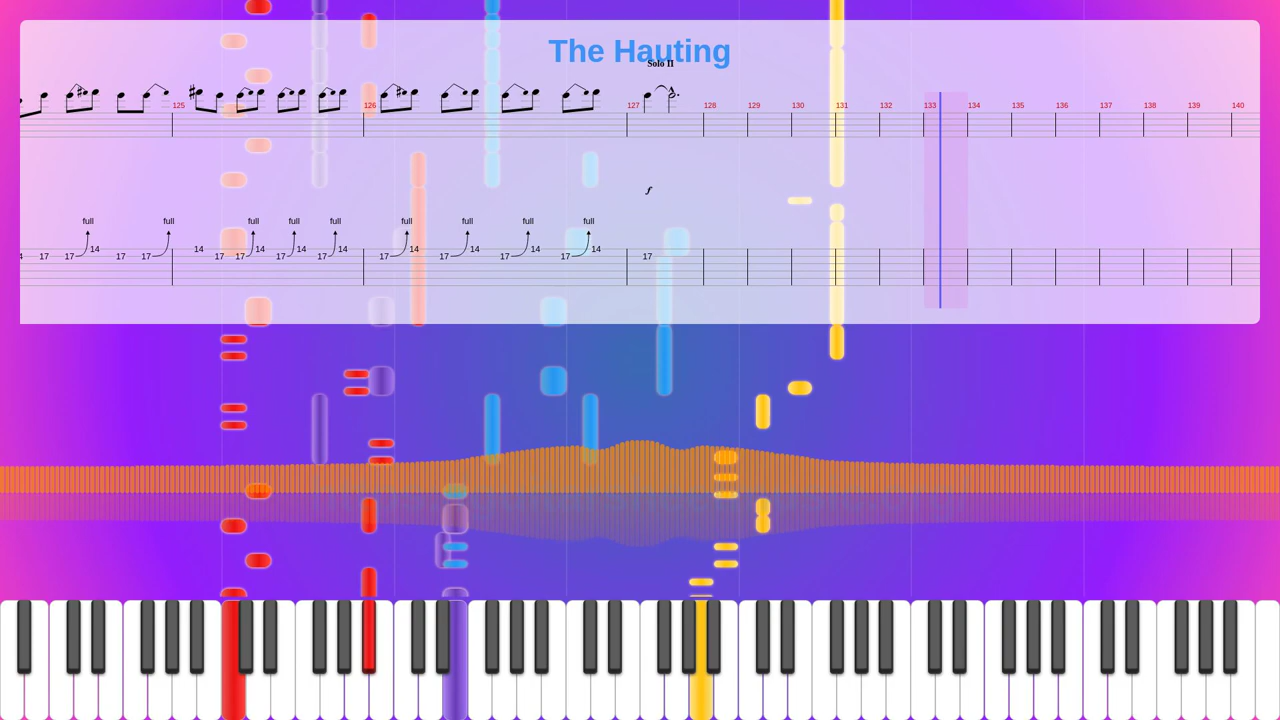 The Hauting
Solo II
125 126 127 128 129 130 131 132 133 134 135 136 137 138 139 140
f
full full full full full full full full full
17 17 14 17 17 14 17 14 17 14 17 14 17 14 17 14 17 14 17 14 17